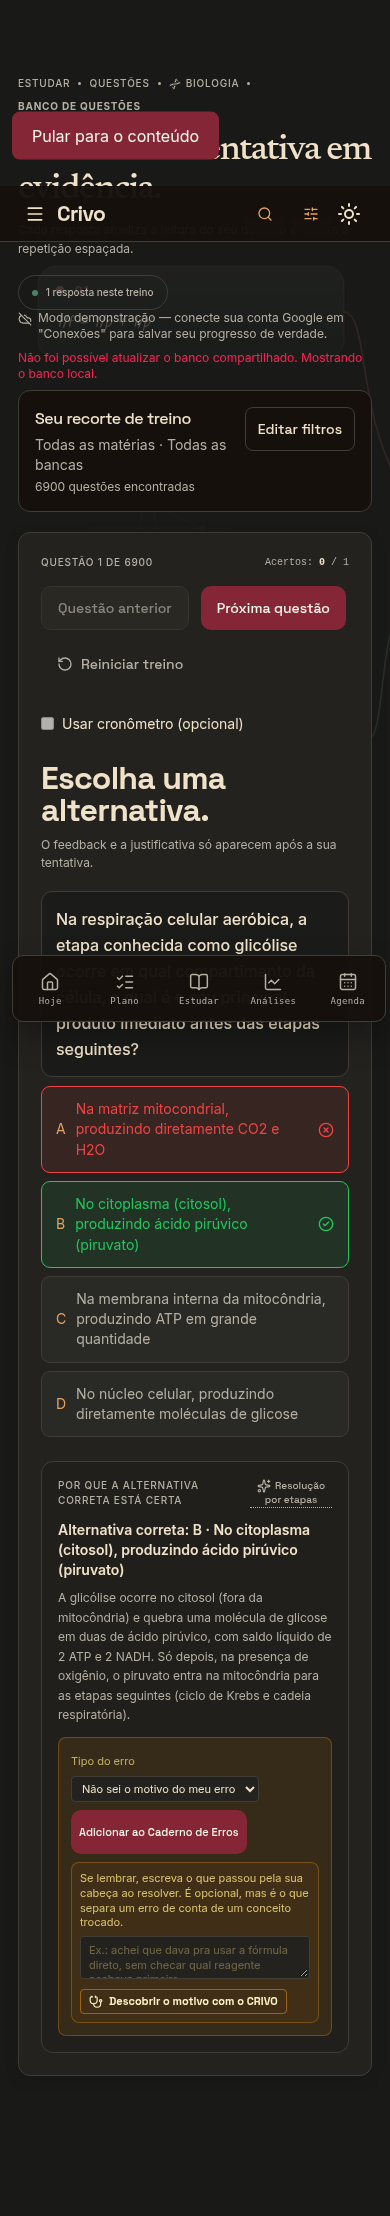 ESTUDAR • QUESTÕES • BIOLOGIA •
BANCO DE QUESTÕES
Pular para o conteúdo
entativa em
evidência.
Crivo
repetição espaçada.
1 resposta neste treino
Modo demonstração — conecte sua conta Google em
"Conexões" para salvar seu progresso de verdade.
Não foi possível atualizar o banco compartilhado. Mostrando
o banco local.
Seu recorte de treino
Todas as matérias · Todas as
bancas
6900 questões encontradas
Editar filtros
QUESTÃO 1 DE 6900
Acertos: 0 / 1
Questão anterior
Próxima questão
Reiniciar treino
Usar cronômetro (opcional)
Escolha uma
alternativa.
O feedback e a justificativa só aparecem após a sua
tentativa.
Na respiração celular aeróbica, a
etapa conhecida como glicólise
ocorre em qual compartimento da
Hoje
Plano
Estudar
Análises
Agenda
produto imediato antes das etapas
seguintes?
A
Na matriz mitocondrial,
produzindo diretamente CO2 e
H2O
B
No citoplasma (citosol),
produzindo ácido pirúvico
(piruvato)
C
Na membrana interna da mitocôndria,
produzindo ATP em grande
quantidade
D
No núcleo celular, produzindo
diretamente moléculas de glicose
POR QUE A ALTERNATIVA
CORRETA ESTÁ CERTA
Resolução
por etapas
Alternativa correta: B · No citoplasma
(citosol), produzindo ácido pirúvico
(piruvato)
A glicólise ocorre no citosol (fora da
mitocôndria) e quebra uma molécula de glicose
em duas de ácido pirúvico, com saldo líquido de
2 ATP e 2 NADH. Só depois, na presença de
oxigênio, o piruvato entra na mitocôndria para
as etapas seguintes (ciclo de Krebs e cadeia
respiratória).
Tipo do erro
Não sei o motivo do meu erro
Adicionar ao Caderno de Erros
Se lembrar, escreva o que passou pela sua
cabeça ao resolver. É opcional, mas é o que
separa um erro de conta de um conceito
trocado.
Ex.: achei que dava pra usar a fórmula
direto, sem checar qual reagente
acabava primeiro
Descobrir o motivo com o CRIVO